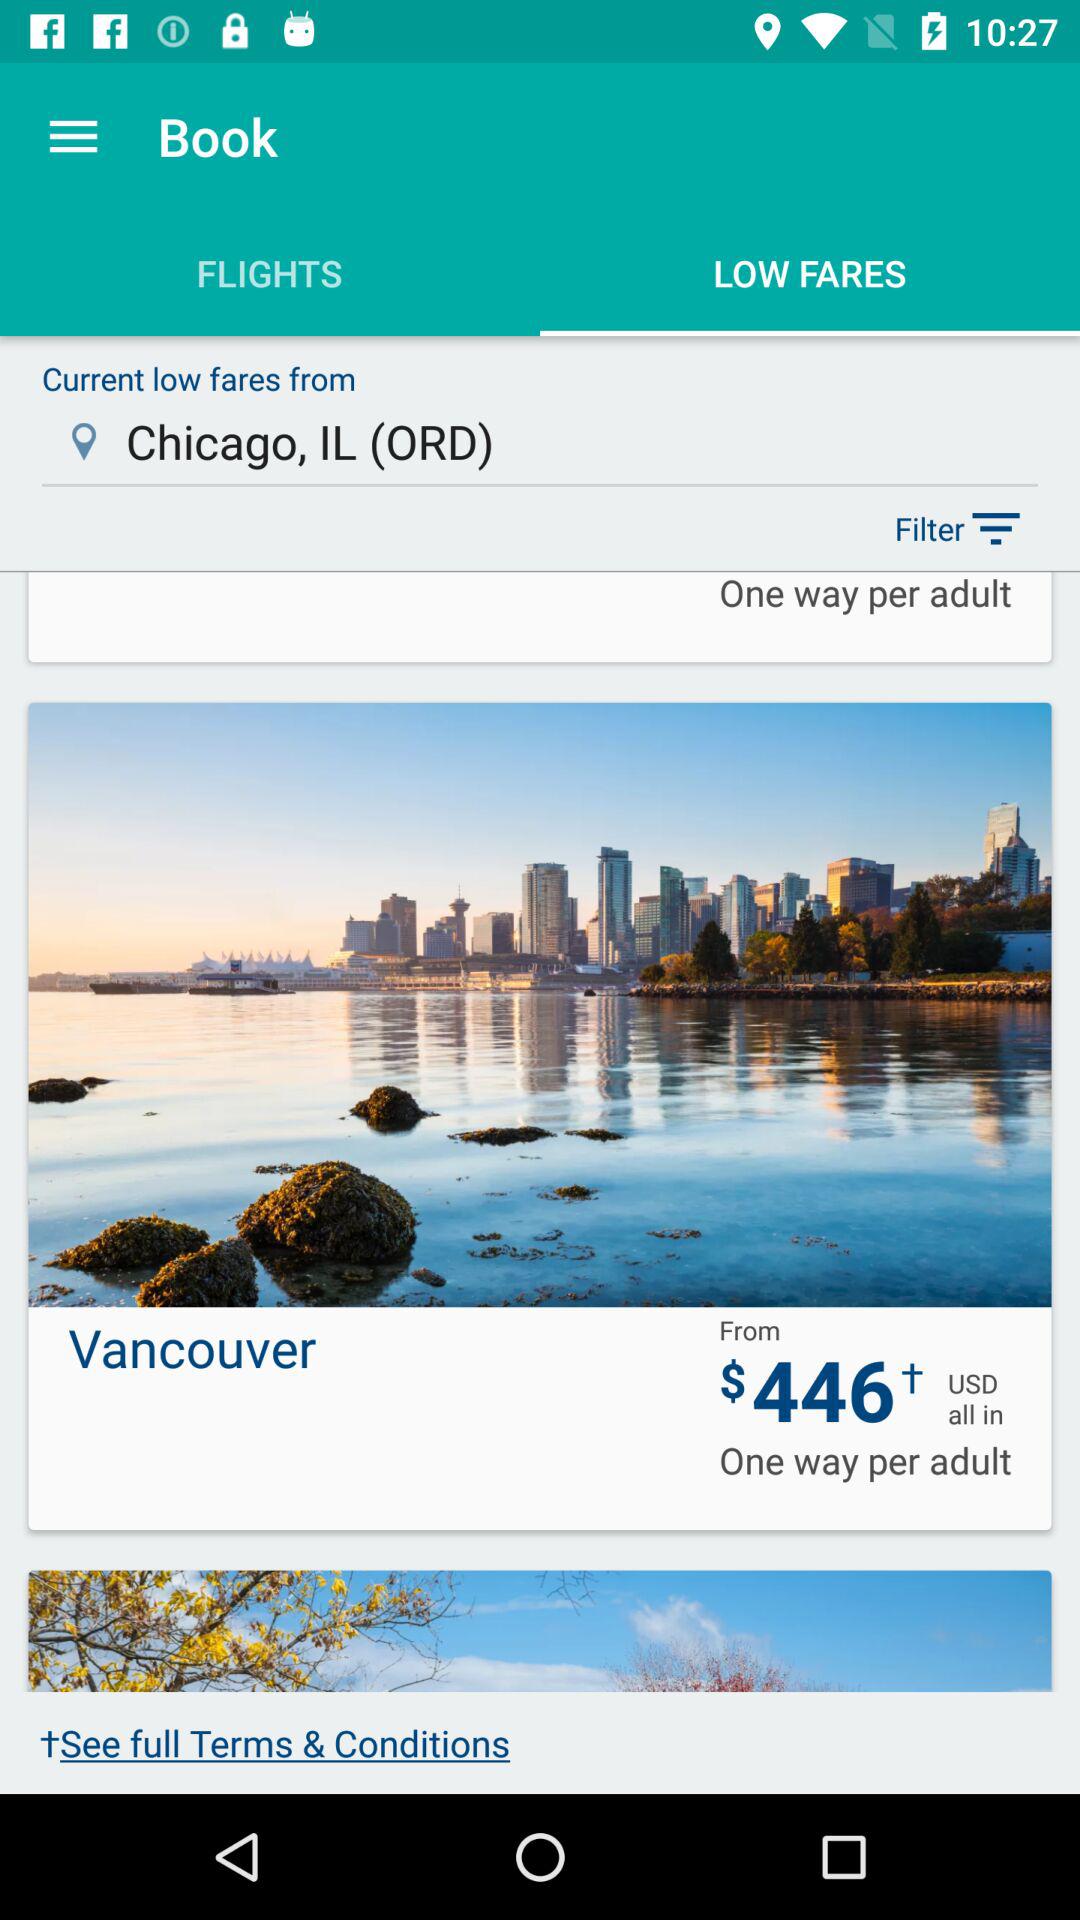 10:27
Book
FLIGHTS
LOW FARES
Current low fares from
Chicago, IL (ORD)
Filter
One way per adult
Vancouver
From
$446† USD
all in
One way per adult
†See full Terms & Conditions